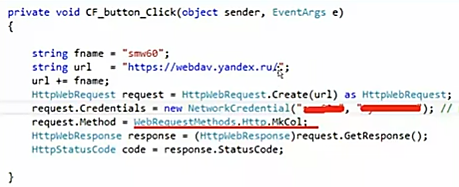 private void CF_button_Click(object sender, EventArgs e)
{
string fname = "smw60";
string url = "https://webdav.yandex.ru/";
url += fname;
HttpWebRequest request = HttpWebRequest.Create(url) as HttpWebRequest;
request.Credentials = new NetworkCredential(" ", " "); //
request.Method = WebRequestMethods.Http.MkCol;
HttpWebResponse response = (HttpWebResponse)request.GetResponse();
HttpStatusCode code = response.StatusCode;
}